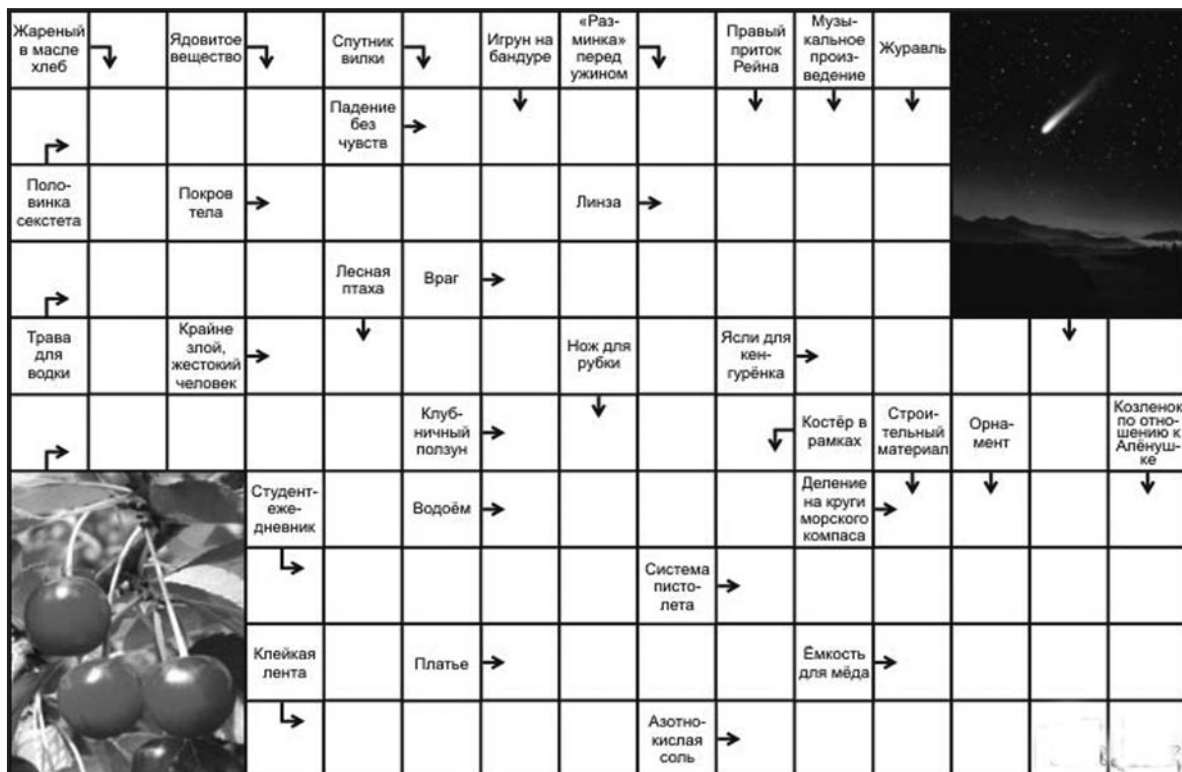 Жареный
в масле
хлеб
Ядовитое
вещество
Спутник
вилки
Игрун на
бандуре
«Раз-
минка»
перед
ужином
Правый
приток
Рейна
Музы-
кальное
произ-
ведение
Журавль
Падение
без
чувств
Поло-
винка
секстета
Покров
тела
Линза
Лесная
птаха
Враг
Трава
для
водки
Крайне
злой,
жестокий
человек
Нож для
рубки
Ясли для
кен-
гурёнка
Клуб-
ничный
ползун
Костёр в
рамках
Строи-
тельный
материал
Орна-
мент
Козленок
по отно-
шению к
Алёнуш-
ке
Студент-
еже-
дневник
Водоём
Деление
на круги
морского
компаса
Система
писто-
лета
Клейкая
лента
Платье
Ёмкость
для мёда
Азотно-
кислая
соль